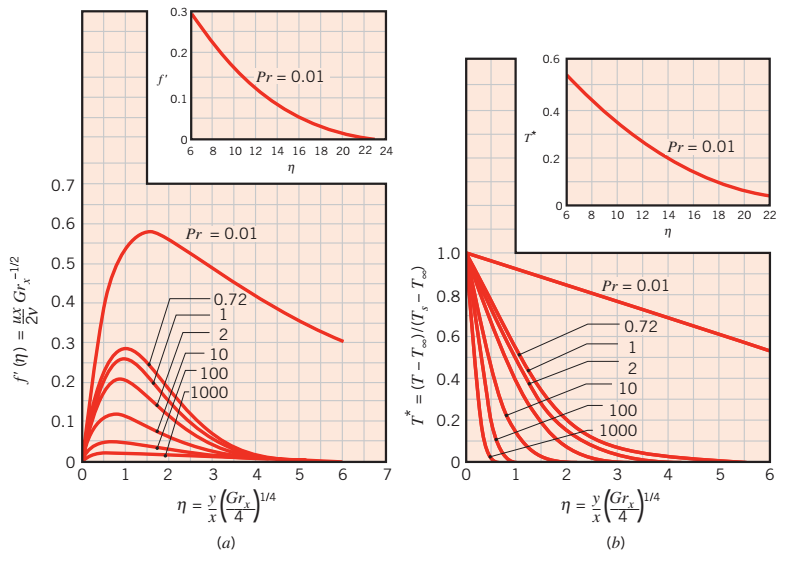 0.3
0.2
f′
Pr = 0.01
0.1
0
6 8 10 12 14 16 18 20 22 24
η
0.7
0.6
Pr = 0.01
0.5
0.4
0.72
1
0.3
2
10
0.2
100
1000
0.1
0
0 1 2 3 4 5 6 7
f′ (η) = ux/2ν Gr_x^−1/2
η = y/x (Gr_x/4)^1/4
(a)
0.6
0.4
T*
Pr = 0.01
0.2
0
6 8 10 12 14 16 18 20 22
η
1.0
Pr = 0.01
0.8
0.72
0.6
1
2
0.4
10
100
0.2
1000
0
0 1 2 3 4 5 6
T* = (T − T∞)/(T_s − T∞)
η = y/x (Gr_x/4)^1/4
(b)